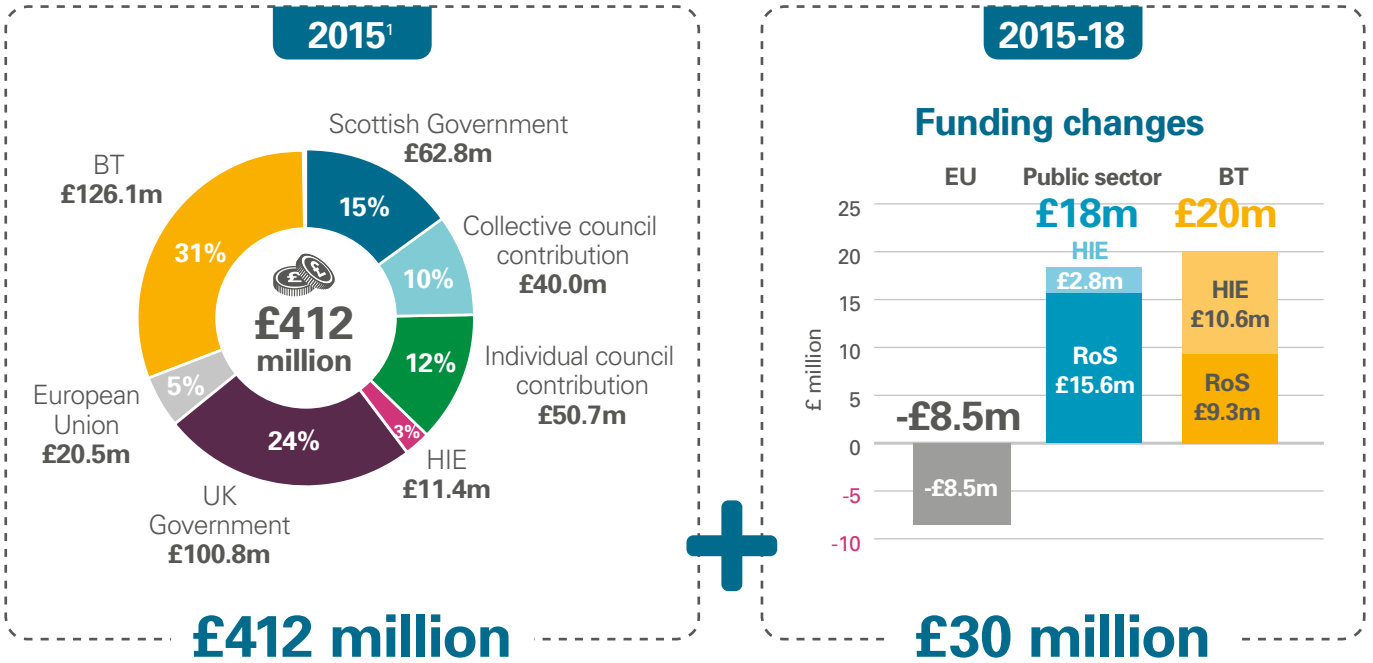 2015¹
Scottish Government
£62.8m
BT
£126.1m
15%
Collective council
contribution
£40.0m
31%
10%
£
£
£412
million
Individual council
contribution
£50.7m
12%
European
Union
£20.5m
5%
24%
3%
HIE
£11.4m
UK
Government
£100.8m
£412 million
2015-18
Funding changes
EU
Public sector
BT
£18m
£20m
25
20
15
10
5
0
-5
-10
£ million
HIE
£2.8m
HIE
£10.6m
RoS
£15.6m
RoS
£9.3m
-£8.5m
-£8.5m
£30 million